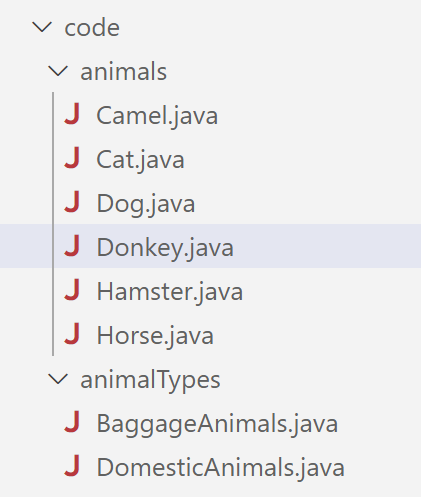 code
animals
J Camel.java
J Cat.java
J Dog.java
J Donkey.java
J Hamster.java
J Horse.java
animalTypes
J BaggageAnimals.java
J DomesticAnimals.java